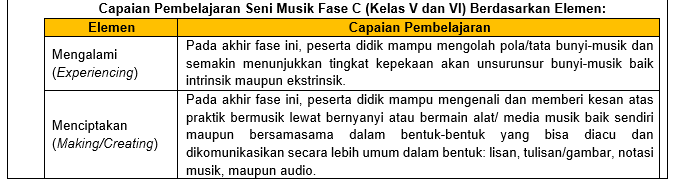 Capaian Pembelajaran Seni Musik Fase C (Kelas V dan VI) Berdasarkan Elemen:
Elemen
Capaian Pembelajaran
Mengalami
(Experiencing)
Pada akhir fase ini, peserta didik mampu mengolah pola/tata bunyi-musik dan
semakin menunjukkan tingkat kepekaan akan unsurunsur bunyi-musik baik
intrinsik maupun ekstrinsik.
Menciptakan
(Making/Creating)
Pada akhir fase ini, peserta didik mampu mengenali dan memberi kesan atas
praktik bermusik lewat bernyanyi atau bermain alat/ media musik baik sendiri
maupun bersamasama dalam bentuk-bentuk yang bisa diacu dan
dikomunikasikan secara lebih umum dalam bentuk: lisan, tulisan/gambar, notasi
musik, maupun audio.